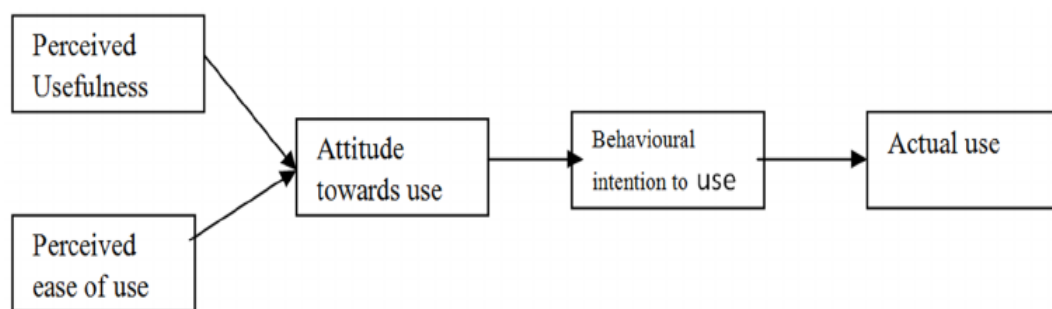 Perceived
Usefulness
Perceived
ease of use
Attitude
towards use
Behavioural
intention to use
Actual use